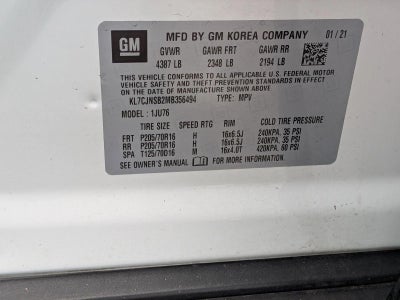 GM
MFD BY GM KOREA COMPANY 01/21
GVWR GAWR FRT GAWR RR
4387 LB 2348 LB 2194 LB
THIS VEHICLE CONFORMS TO ALL APPLICABLE U.S. FEDERAL MOTOR
VEHICLE SAFETY, BUMPER, AND THEFT PREVENTION STANDARDS IN EFFECT
ON THE DATE OF MANUFACTURE SHOWN ABOVE.
KL7CJNSB2MB356494 TYPE: MPV
MODEL: 1JU76
TIRE SIZE SPEED RTG RIM COLD TIRE PRESSURE
FRT P205/70R16 H 16x6.5J 240KPA, 35 PSI
RR P205/70R16 H 16x6.5J 240KPA, 35 PSI
SPA T125/70D16 M 16x4.0T 420KPA, 60 PSI
SEE OWNER'S MANUAL FOR MORE INFORMATION.